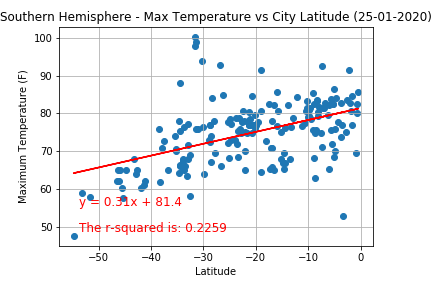 Southern Hemisphere - Max Temperature vs City Latitude (25-01-2020)
100
90
80
70
60
50
Maximum Temperature (F)
y = 0.31x + 81.4
The r-squared is: 0.2259
−50
−40
−30
−20
−10
0
Latitude